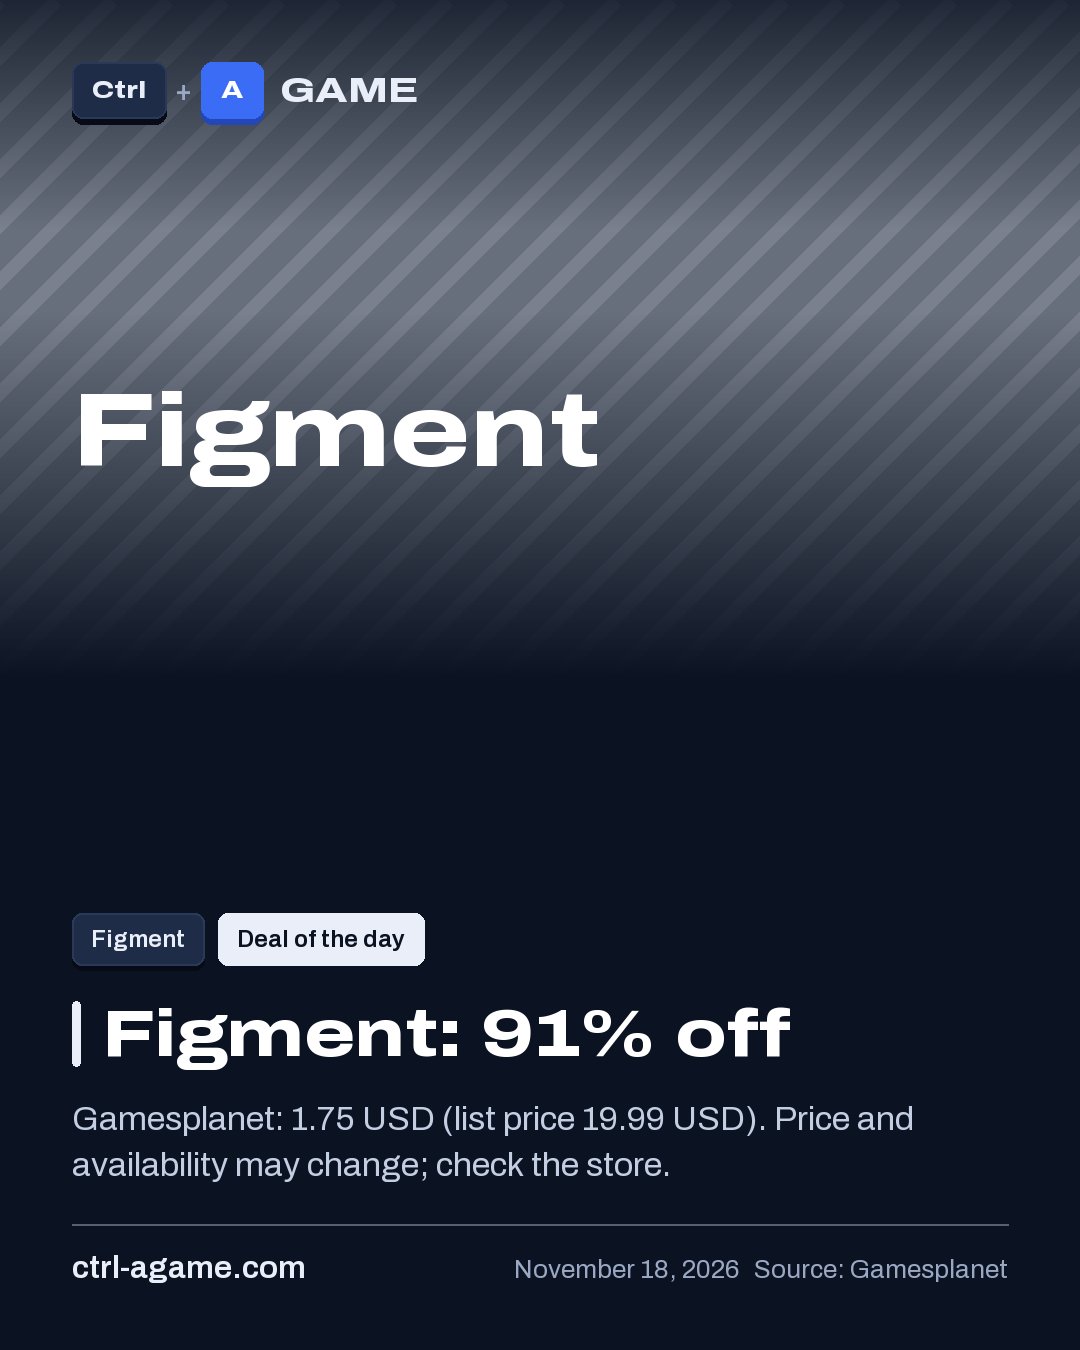 Ctrl + A GAME
Figment
Figment Deal of the day
Figment: 91% off
Gamesplanet: 1.75 USD (list price 19.99 USD). Price and
availability may change; check the store.
ctrl-agame.com November 18, 2026 Source: Gamesplanet